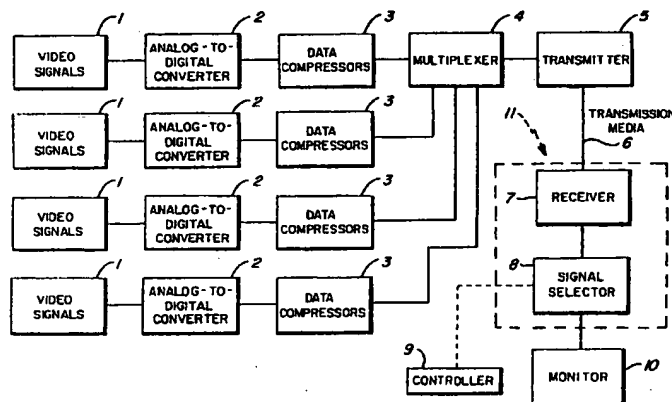 1
2
3
4
5
VIDEO SIGNALS
ANALOG-TO-DIGITAL CONVERTER
DATA COMPRESSORS
MULTIPLEXER
TRANSMITTER
1
2
3
VIDEO SIGNALS
ANALOG-TO-DIGITAL CONVERTER
DATA COMPRESSORS
11
TRANSMISSION MEDIA
6
1
2
3
VIDEO SIGNALS
ANALOG-TO-DIGITAL CONVERTER
DATA COMPRESSORS
7
RECEIVER
1
2
3
VIDEO SIGNALS
ANALOG-TO-DIGITAL CONVERTER
DATA COMPRESSORS
8
SIGNAL SELECTOR
9
CONTROLLER
MONITOR
10